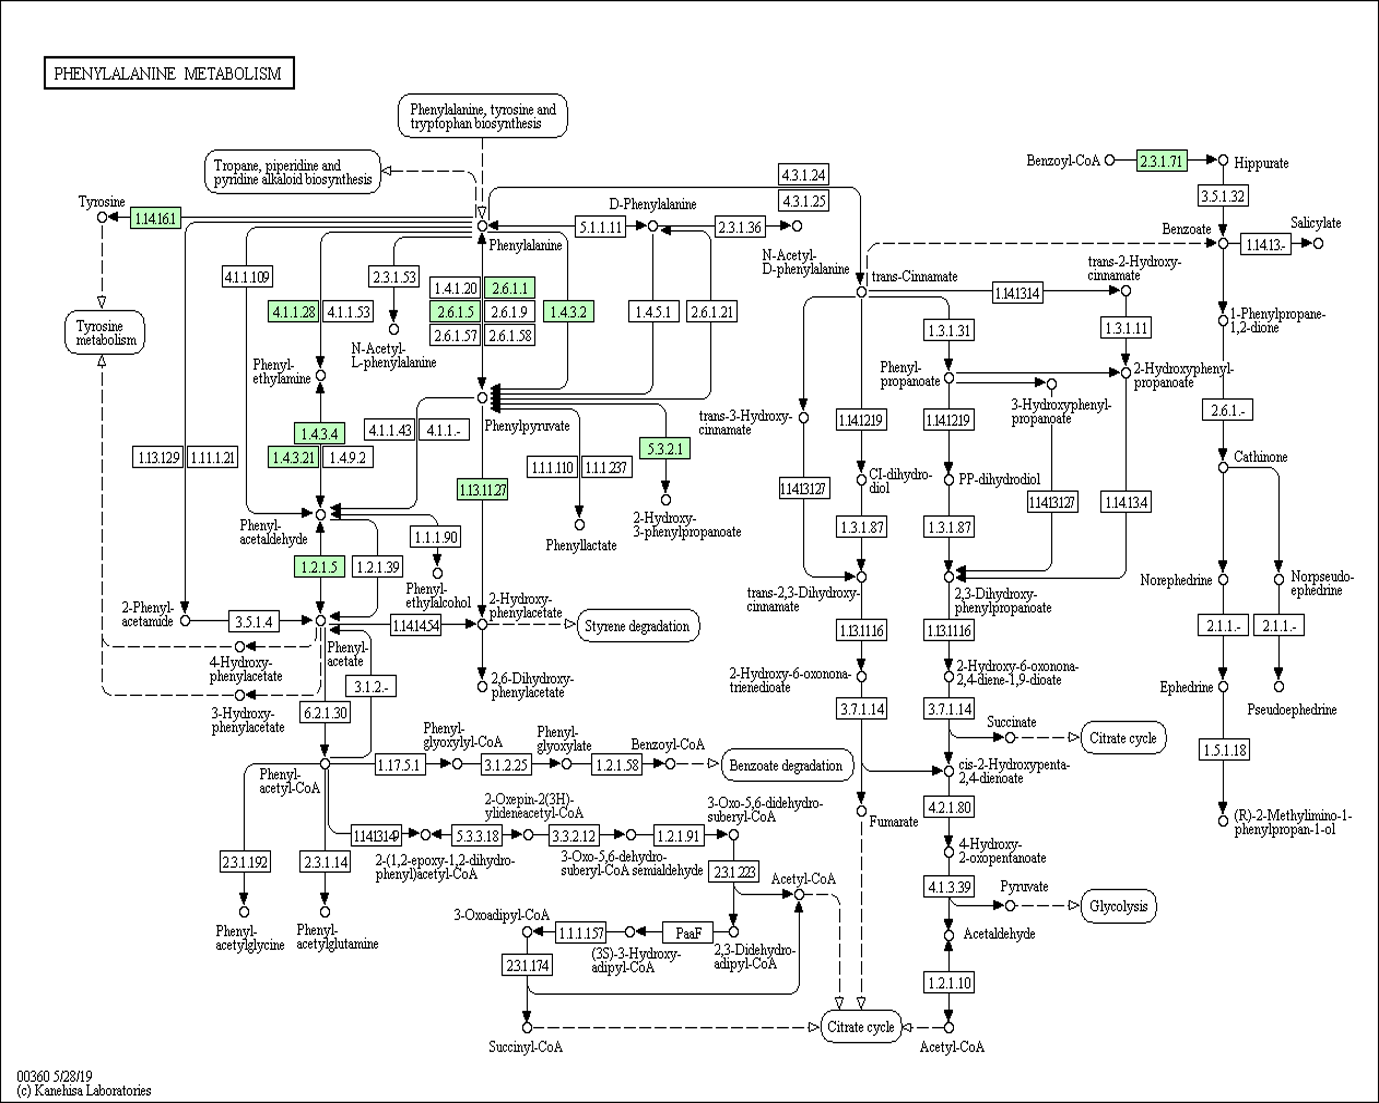 PHENYLALANINE METABOLISM
Phenylalanine, tyrosine and
tryptophan biosynthesis
Tropane, piperidine and
pyridine alkaloid biosynthesis
Benzoyl-CoA
2.3.1.71
Hippurate
4.3.1.24
4.3.1.25
3.5.1.32
Tyrosine
1.14.16.1
D-Phenylalanine
Phenylalanine
5.1.1.11
2.3.1.36
N-Acetyl-
D-phenylalanine
Benzoate
1.14.13.-
Salicylate
4.1.1.109
2.3.1.53
1.4.1.20
2.6.1.1
trans-Cinnamate
trans-2-Hydroxy-
cinnamate
1.14.13.14
4.1.1.28
4.1.1.53
2.6.1.5
2.6.1.9
1.4.3.2
1.4.5.1
2.6.1.21
2.6.1.57
2.6.1.58
Tyrosine
metabolism
N-Acetyl-
L-phenylalanine
1.3.1.31
1.3.1.11
1-Phenylpropane-
1,2-dione
Phenyl-
ethylamine
Phenyl-
propanoate
2-Hydroxyphenyl-
propanoate
Phenylpyruvate
trans-3-Hydroxy-
cinnamate
3-Hydroxyphenyl-
propanoate
2.6.1.-
1.4.3.4
4.1.1.43
4.1.1.-
1.14.12.19
1.14.12.19
1.13.12.9
1.11.1.21
1.4.3.21
1.4.9.2
5.3.2.1
1.1.1.110
1.1.1.237
Cathinone
1.13.11.27
CI-dihydro-
diol
PP-dihydrodiol
1.14.13.127
1.14.13.127
1.14.13.4
Phenyl-
acetaldehyde
1.1.1.90
Phenyllactate
2-Hydroxy-
3-phenylpropanoate
1.3.1.87
1.3.1.87
1.2.1.5
1.2.1.39
Phenyl-
ethylalcohol
trans-2,3-Dihydroxy-
cinnamate
2,3-Dihydroxy-
phenylpropanoate
Norephedrine
Norpseudo-
ephedrine
2-Phenyl-
acetamide
3.5.1.4
1.14.14.54
2-Hydroxy-
phenylacetate
Styrene degradation
1.13.11.16
1.13.11.16
2.1.1.-
2.1.1.-
Phenyl-
acetate
4-Hydroxy-
phenylacetate
3-Hydroxy-
phenylacetate
3.1.2.-
2,6-Dihydroxy-
phenylacetate
2-Hydroxy-6-oxonona-
trienedioate
2-Hydroxy-6-oxonona-
2,4-diene-1,9-dioate
Ephedrine
Pseudoephedrine
6.2.1.30
3.7.1.14
3.7.1.14
Succinate
Citrate cycle
Phenyl-
glyoxylyl-CoA
Phenyl-
glyoxylate
Benzoyl-CoA
1.5.1.18
Phenyl-
acetyl-CoA
1.17.5.1
3.1.2.25
1.2.1.58
Benzoate degradation
cis-2-Hydroxypenta-
2,4-dienoate
2-Oxepin-2(3H)-
ylideneacetyl-CoA
3-Oxo-5,6-didehydro-
suberyl-CoA
Fumarate
4.2.1.80
(R)-2-Methylimino-1-
phenylpropan-1-ol
1.14.13.149
5.3.3.18
3.3.2.12
1.2.1.91
2-(1,2-epoxy-1,2-dihydro-
phenyl)acetyl-CoA
3-Oxo-5,6-dehydro-
suberyl-CoA semialdehyde
4-Hydroxy-
2-oxopentanoate
2.3.1.192
2.3.1.14
2.3.1.223
Acetyl-CoA
4.1.3.39
Pyruvate
Glycolysis
3-Oxoadipyl-CoA
1.1.1.157
PaaF
Phenyl-
acetylglycine
Phenyl-
acetylglutamine
(3S)-3-Hydroxy-
adipyl-CoA
2,3-Didehydro-
adipyl-CoA
Acetaldehyde
2.3.1.174
1.2.1.10
Succinyl-CoA
Citrate cycle
Acetyl-CoA
00360 5/28/19
(c) Kanehisa Laboratories